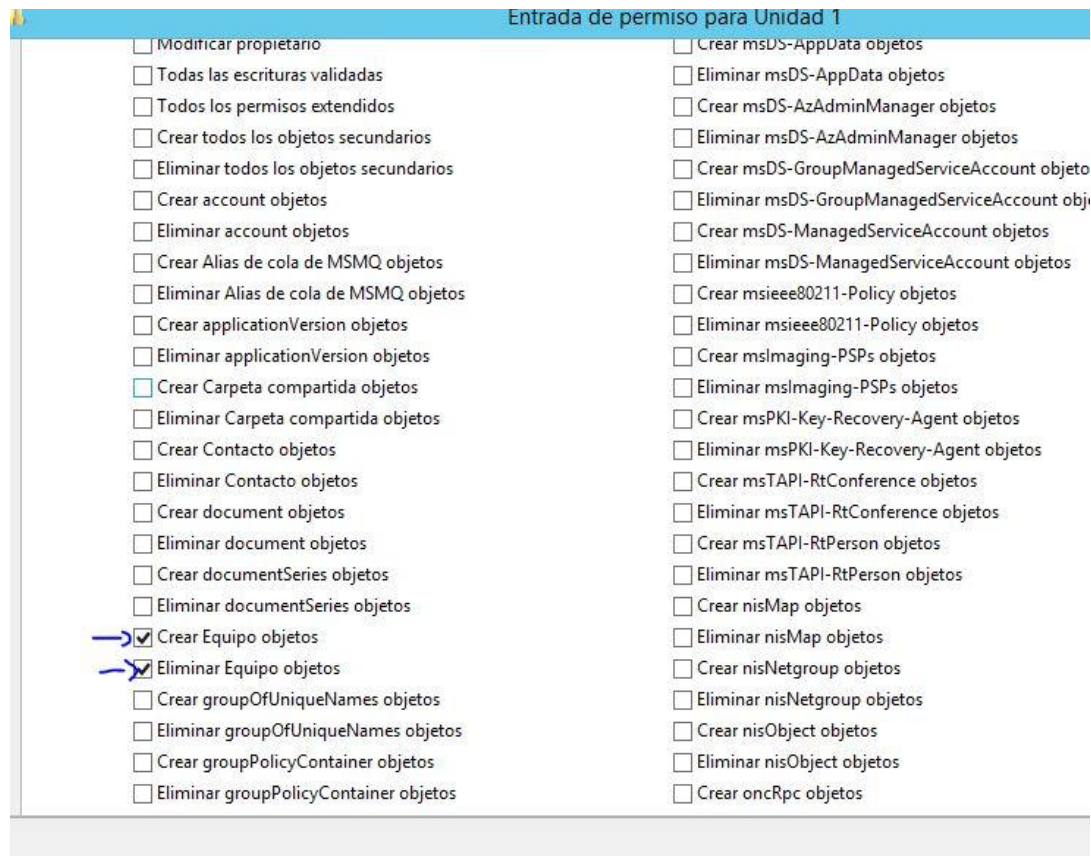 Entrada de permiso para Unidad 1
Modificar propietario
Todas las escrituras validadas
Todos los permisos extendidos
Crear todos los objetos secundarios
Eliminar todos los objetos secundarios
Crear account objetos
Eliminar account objetos
Crear Alias de cola de MSMQ objetos
Eliminar Alias de cola de MSMQ objetos
Crear applicationVersion objetos
Eliminar applicationVersion objetos
Crear Carpeta compartida objetos
Eliminar Carpeta compartida objetos
Crear Contacto objetos
Eliminar Contacto objetos
Crear document objetos
Eliminar document objetos
Crear documentSeries objetos
Eliminar documentSeries objetos
Crear Equipo objetos
Eliminar Equipo objetos
Crear groupOfUniqueNames objetos
Eliminar groupOfUniqueNames objetos
Crear groupPolicyContainer objetos
Eliminar groupPolicyContainer objetos
Crear msDS-AppData objetos
Eliminar msDS-AppData objetos
Crear msDS-AzAdminManager objetos
Eliminar msDS-AzAdminManager objetos
Crear msDS-GroupManagedServiceAccount objeto
Eliminar msDS-GroupManagedServiceAccount obje
Crear msDS-ManagedServiceAccount objetos
Eliminar msDS-ManagedServiceAccount objetos
Crear msieee80211-Policy objetos
Eliminar msieee80211-Policy objetos
Crear msImaging-PSPs objetos
Eliminar msImaging-PSPs objetos
Crear msPKI-Key-Recovery-Agent objetos
Eliminar msPKI-Key-Recovery-Agent objetos
Crear msTAPI-RtConference objetos
Eliminar msTAPI-RtConference objetos
Crear msTAPI-RtPerson objetos
Eliminar msTAPI-RtPerson objetos
Crear nisMap objetos
Eliminar nisMap objetos
Crear nisNetgroup objetos
Eliminar nisNetgroup objetos
Crear nisObject objetos
Eliminar nisObject objetos
Crear oncRpc objetos